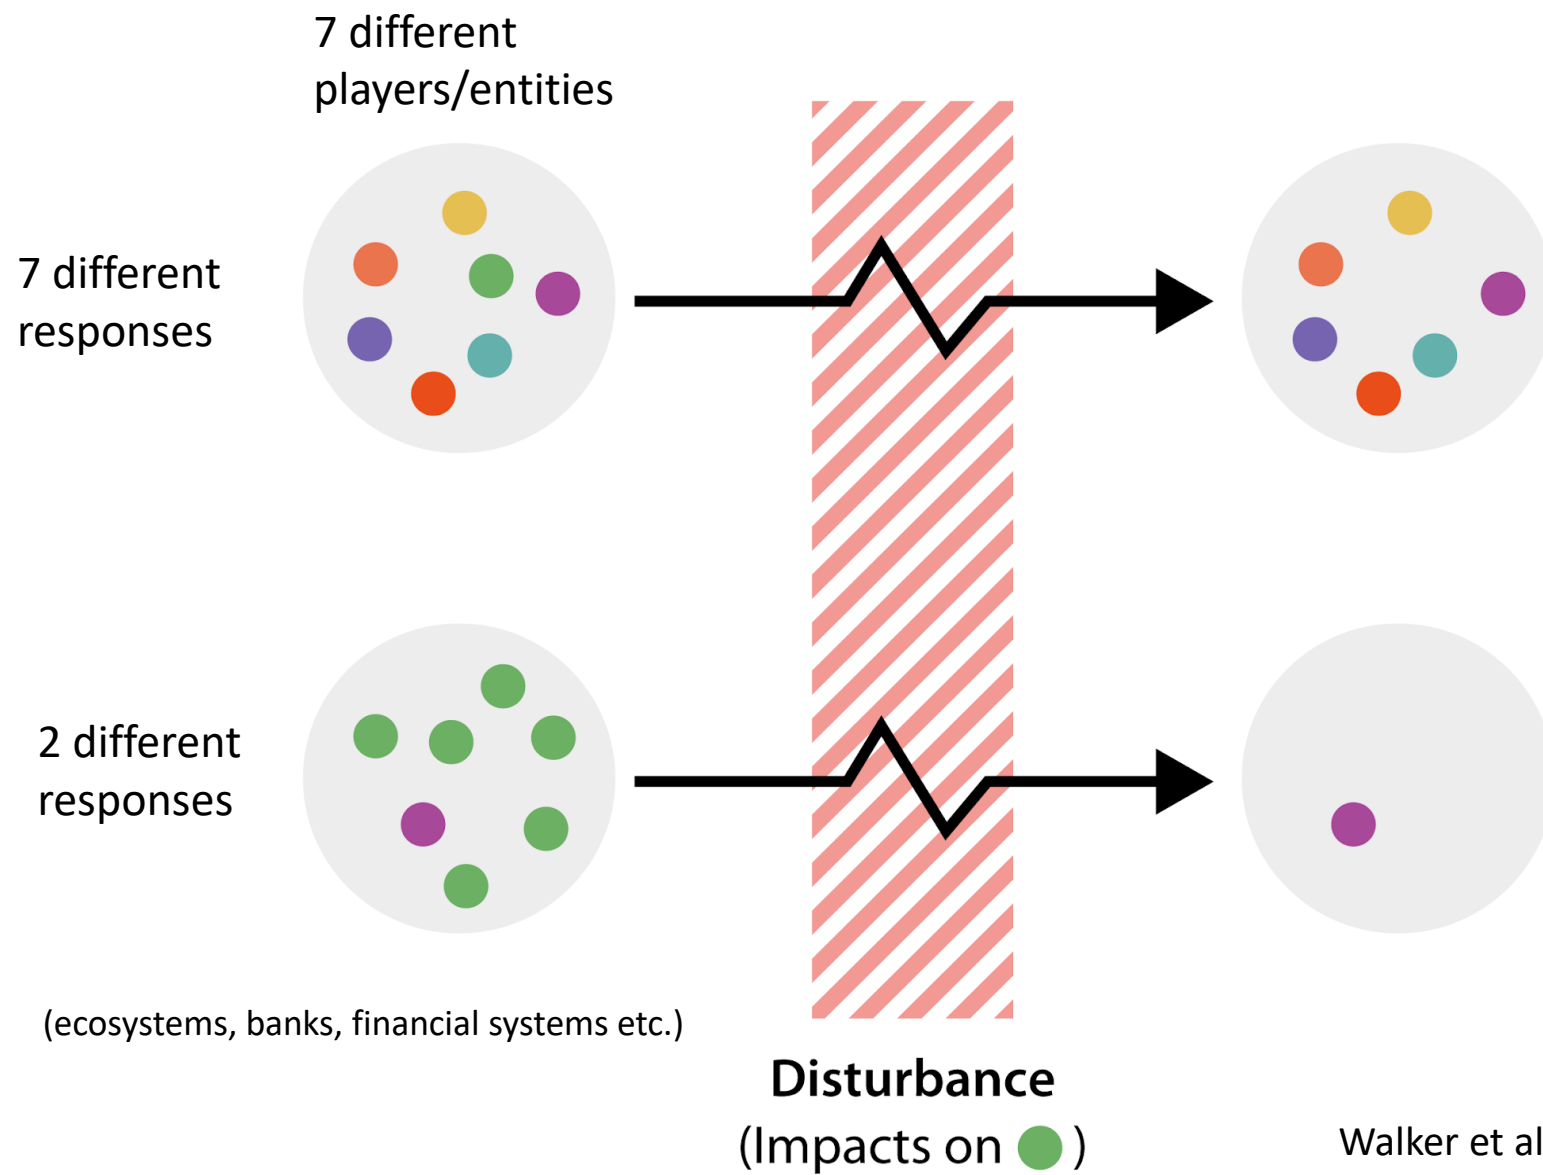 7 different
players/entities
7 different
responses
2 different
responses
(ecosystems, banks, financial systems etc.)
Disturbance
(Impacts on )
Walker et al